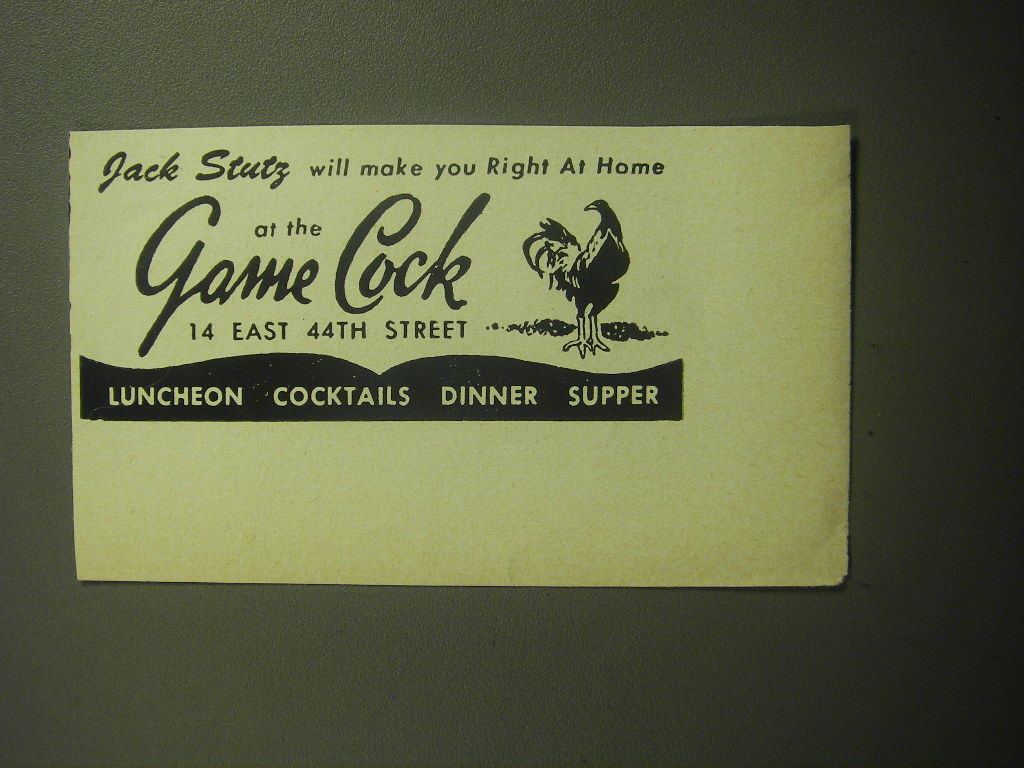 Jack Stutz will make you Right At Home
at the
Game Cock
14 EAST 44TH STREET
LUNCHEON COCKTAILS DINNER SUPPER